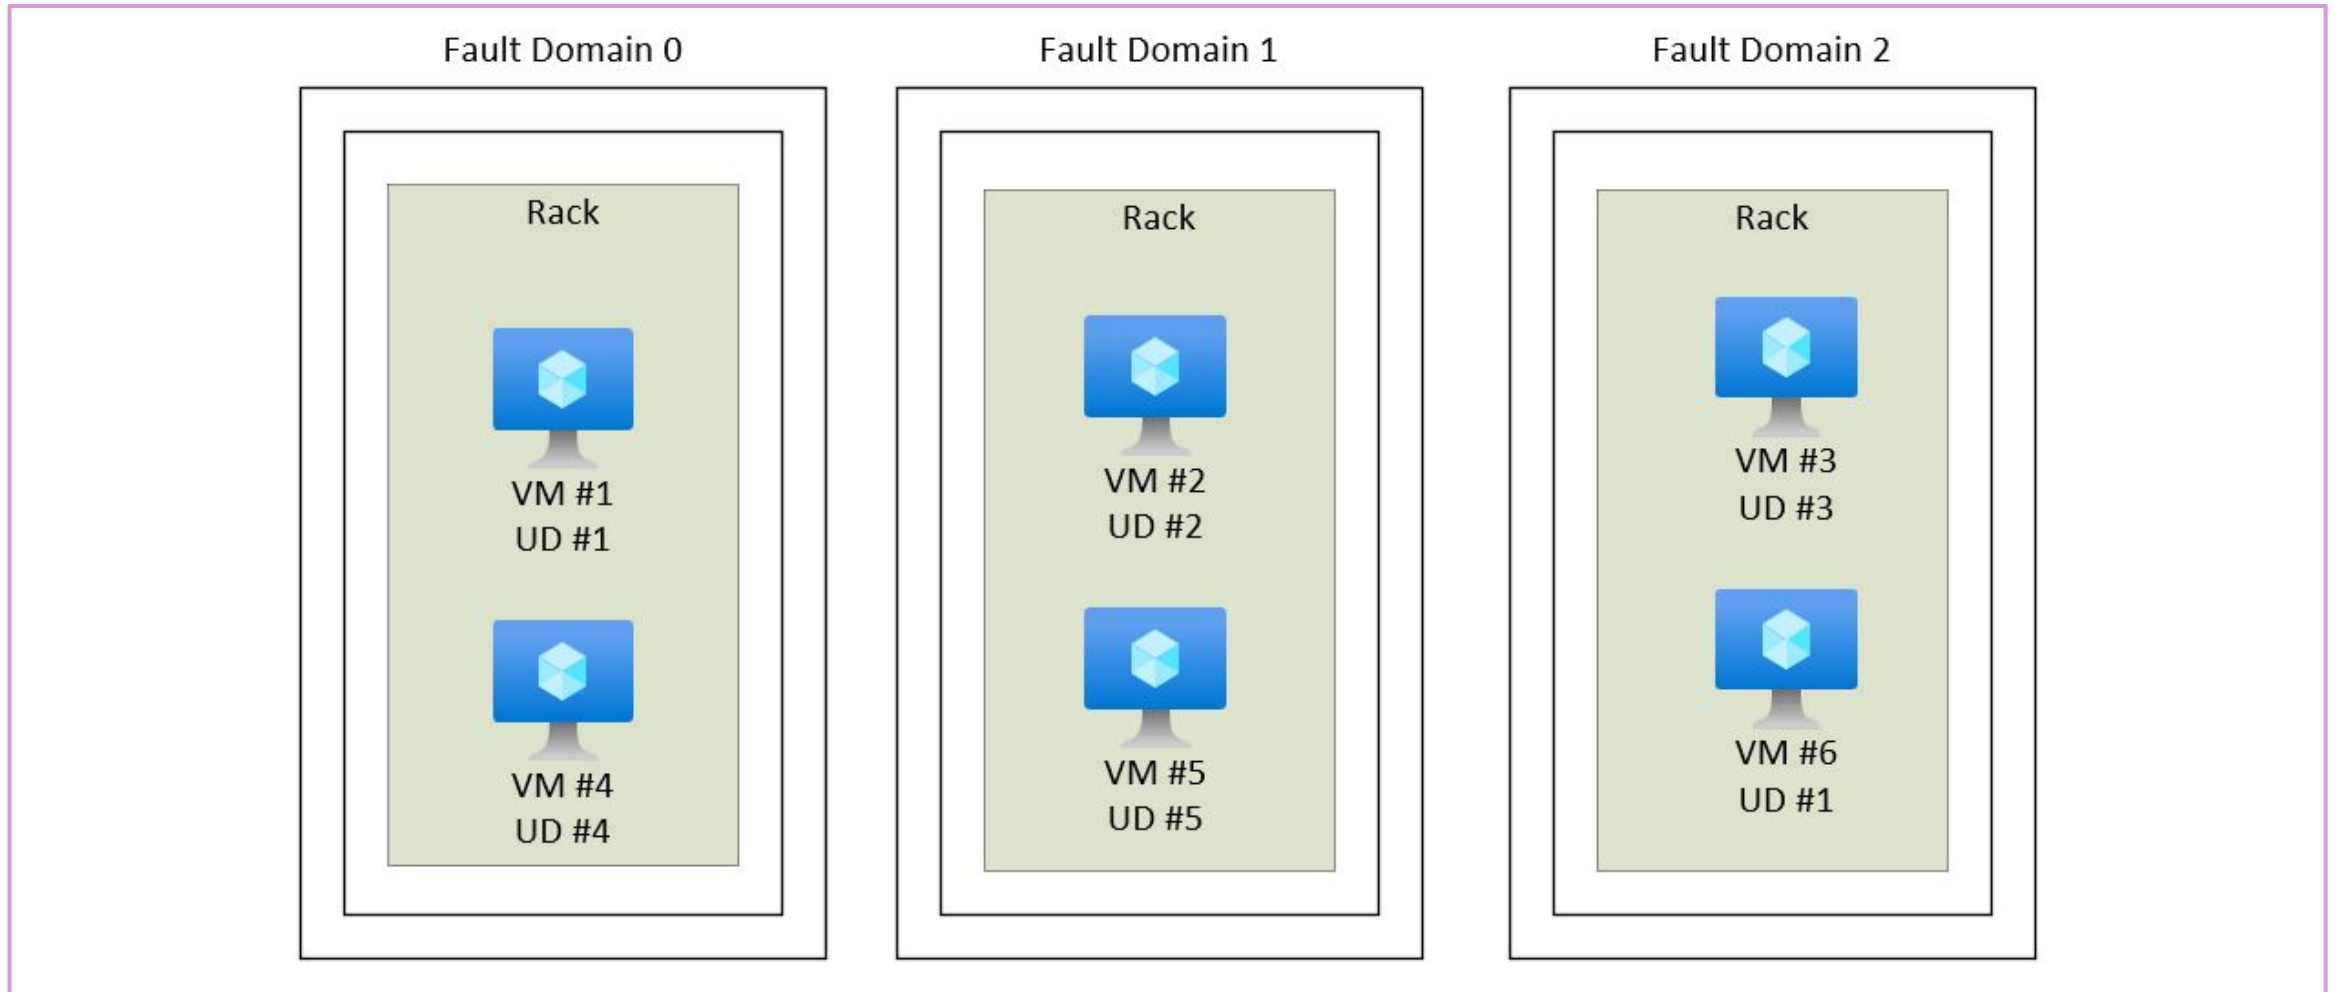 Fault Domain 0
Rack
VM #1
UD #1
VM #4
UD #4
Fault Domain 1
Rack
VM #2
UD #2
VM #5
UD #5
Fault Domain 2
Rack
VM #3
UD #3
VM #6
UD #1